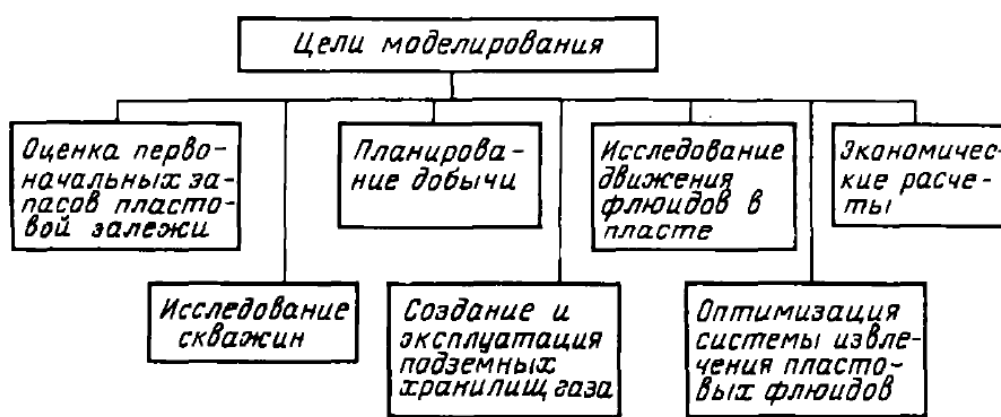 Цели моделирования
Оценка перво-
начальных за-
пасов пласто-
вой залежи
Планирова-
ние добычи
Исследование
движения
флюидов в
пласте
Экономичес-
кие расче-
ты
Исследование
скважин
Создание и
эксплуатация
подземных
хранилищ газа
Оптимизация
системы извле-
чения пласто-
вых флюидов